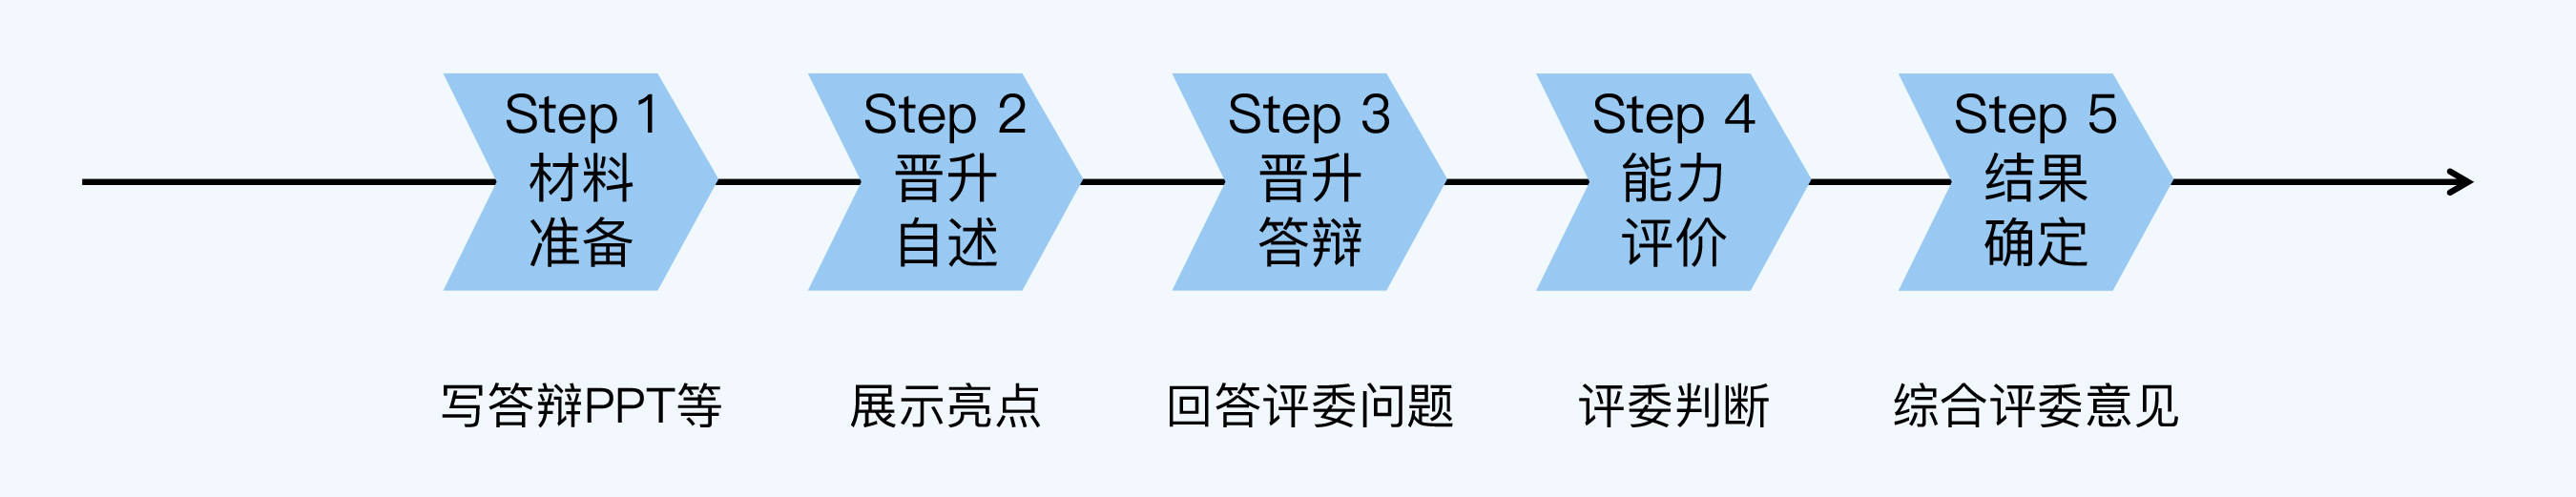 Step 1
材料
准备
Step 2
晋升
自述
Step 3
晋升
答辩
Step 4
能力
评价
Step 5
结果
确定
写答辩PPT等
展示亮点
回答评委问题
评委判断
综合评委意见